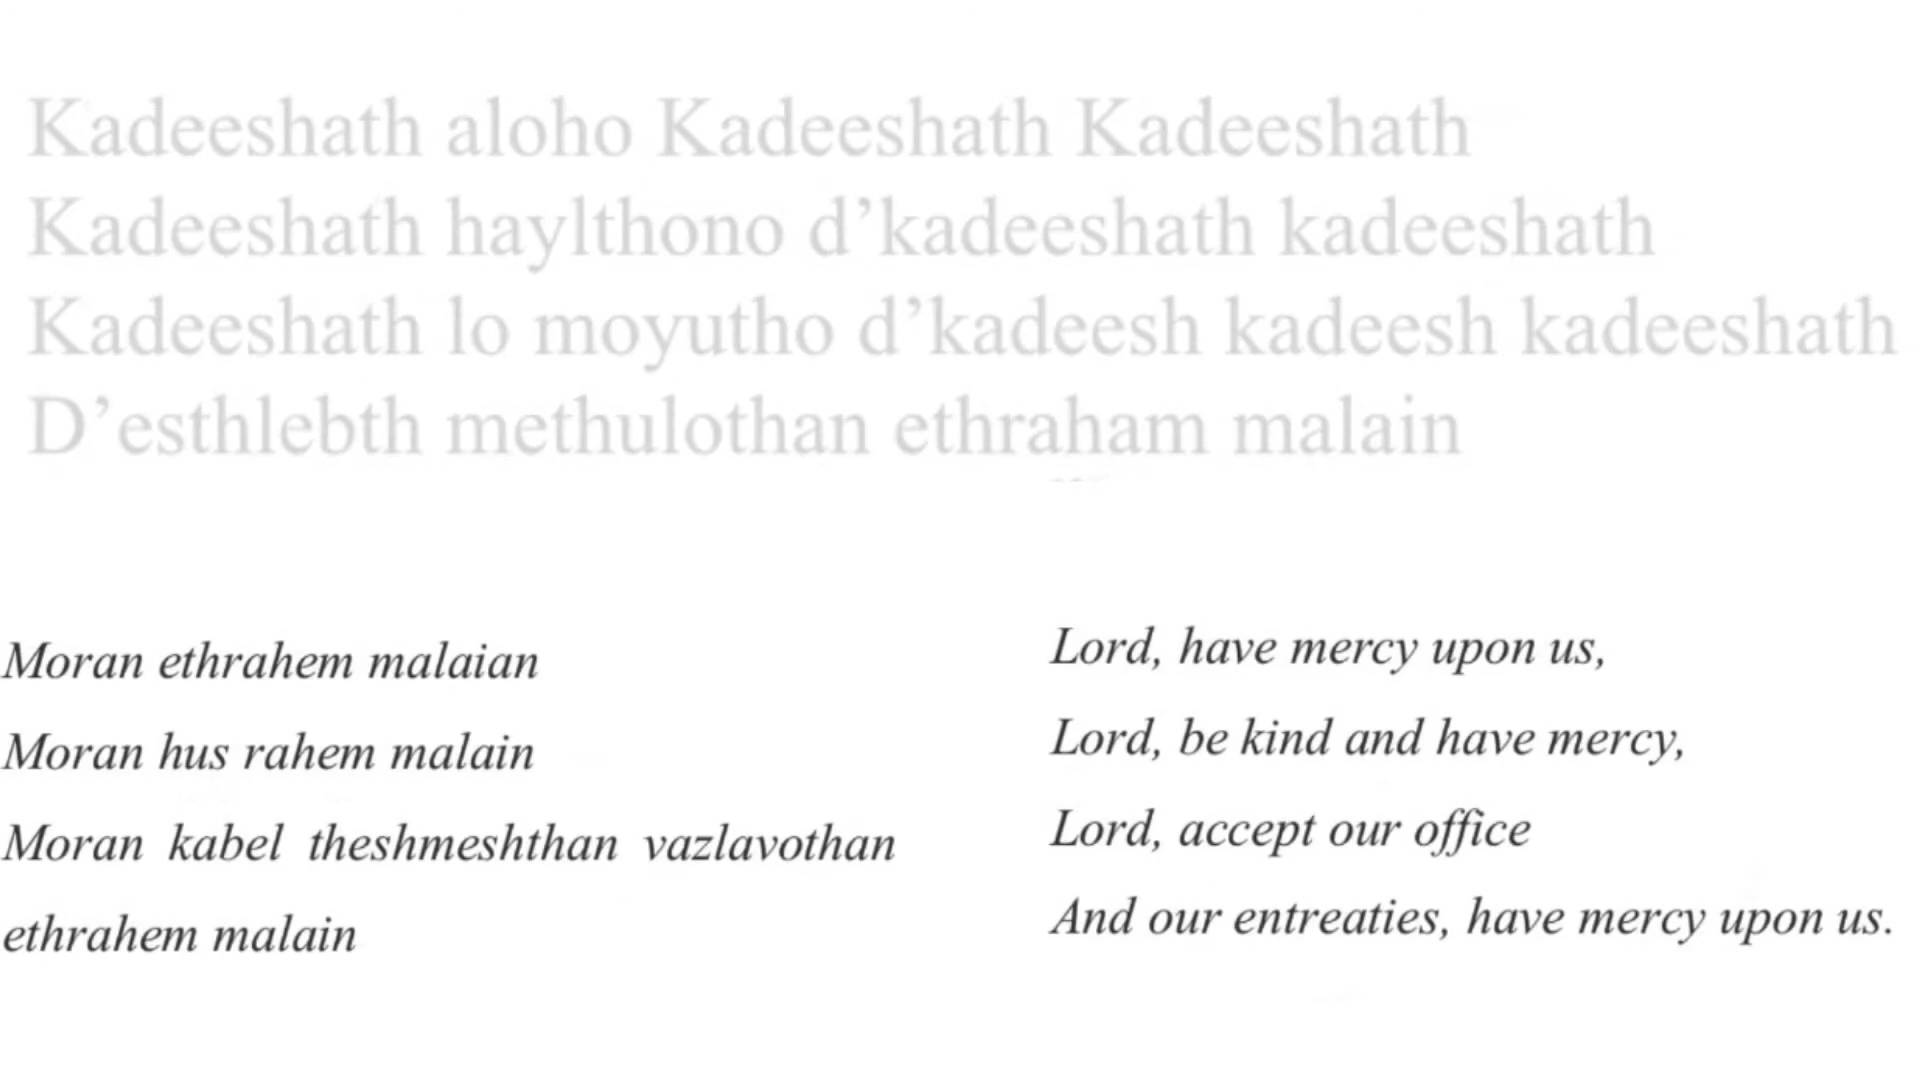 Kadeeshath aloho Kadeeshath Kadeeshath
Kadeeshath haylthono d’kadeeshath kadeeshath
Kadeeshath lo moyutho d’kadeesh kadeesh kadeeshath
D’esthlebth methulothan ethraham malain
Moran ethrahem malaian
Moran hus rahem malain
Moran kabel theshmeshthan vazlavothan
ethrahem malain
Lord, have mercy upon us,
Lord, be kind and have mercy,
Lord, accept our office
And our entreaties, have mercy upon us.